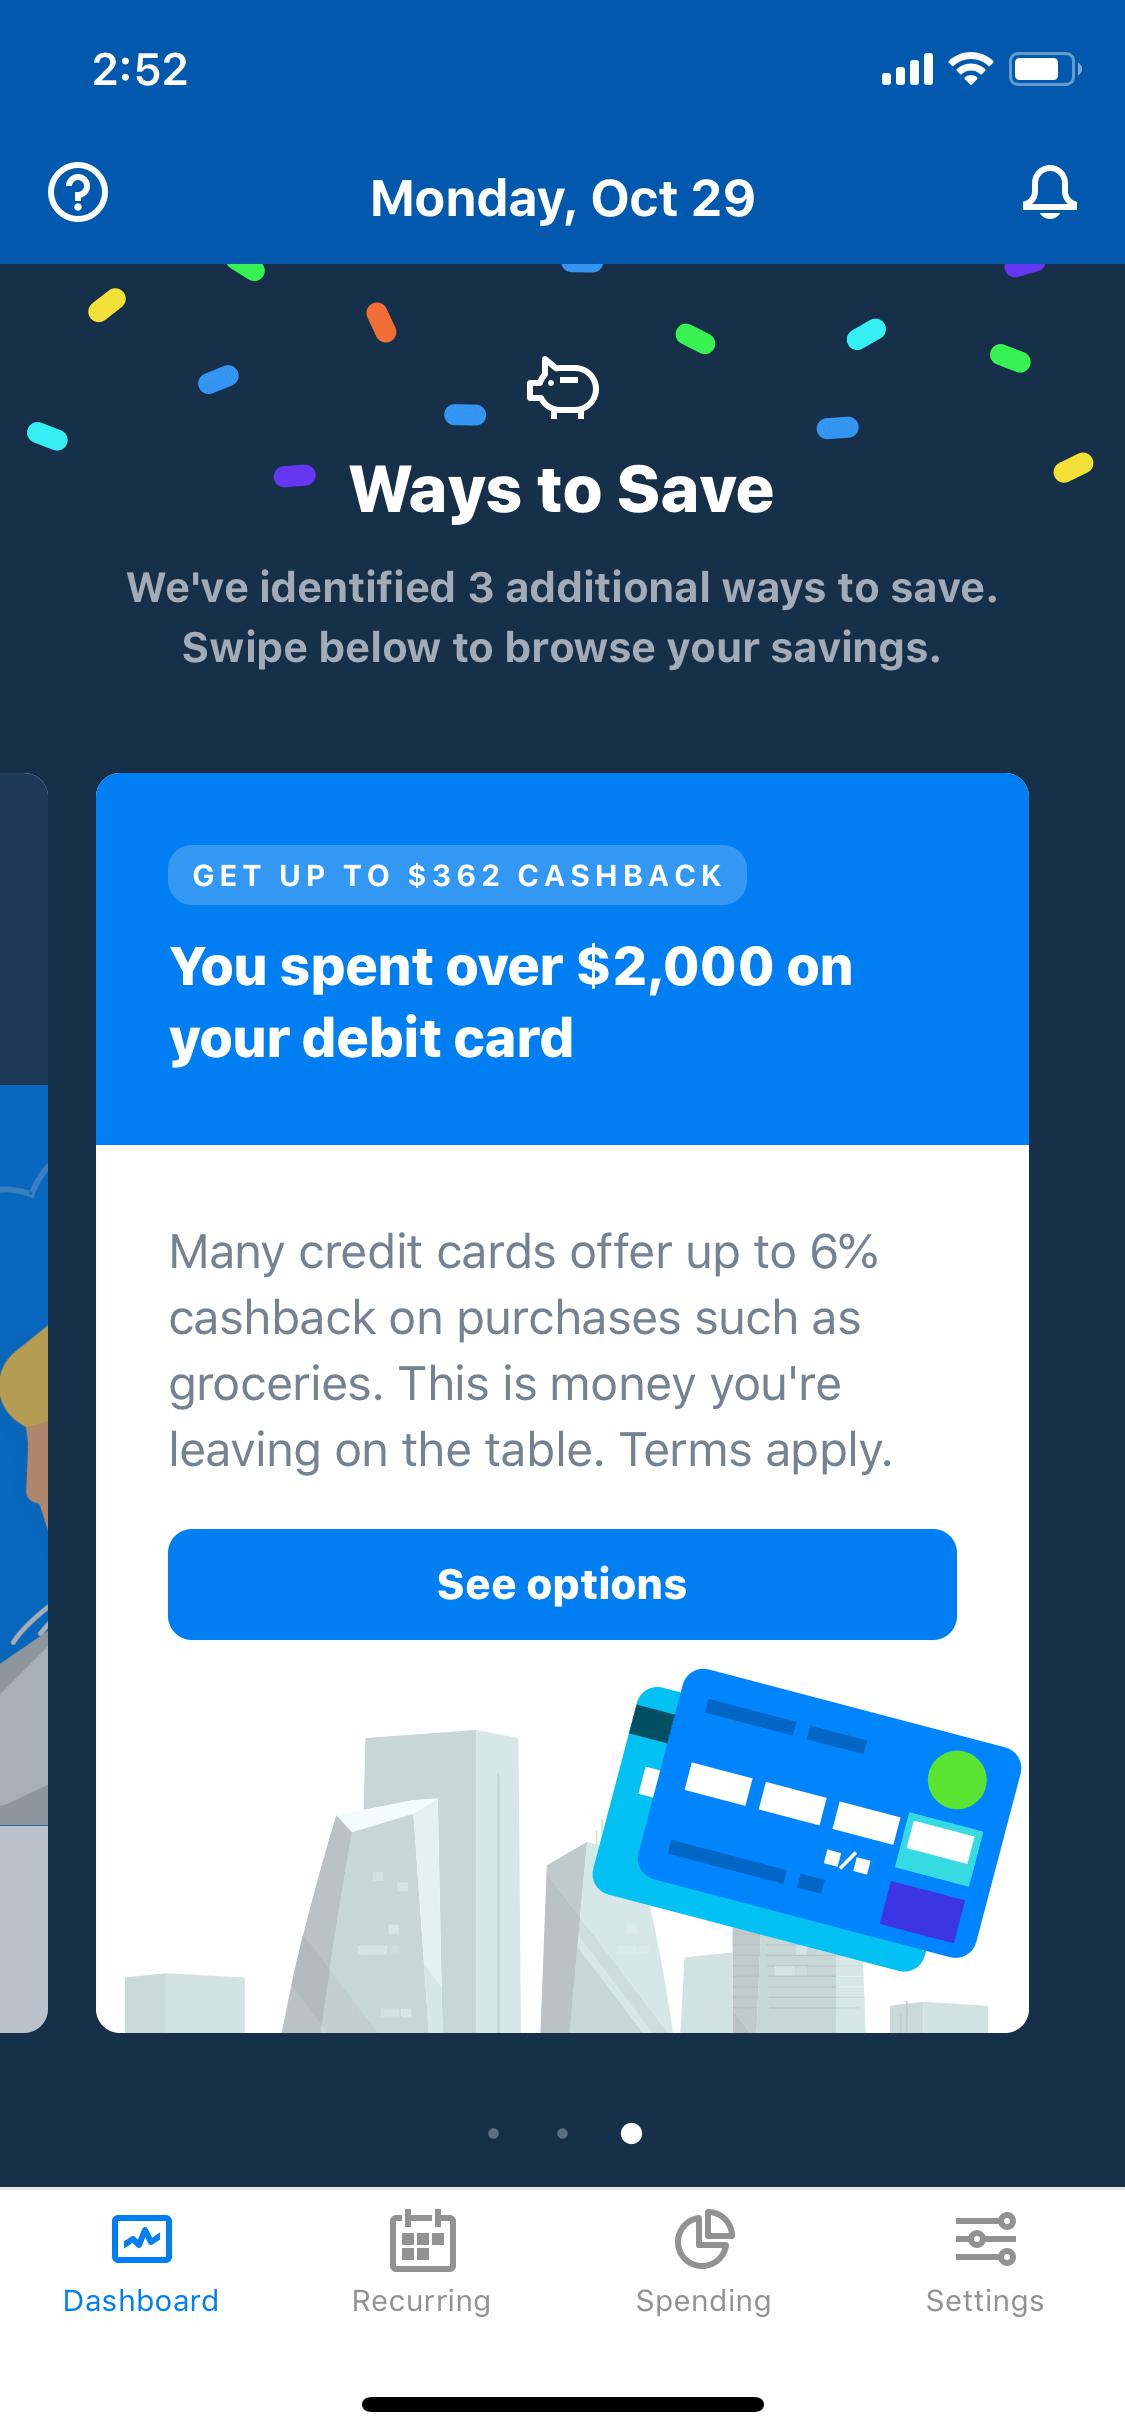 2:52
Monday, Oct 29
Ways to Save
We've identified 3 additional ways to save.
Swipe below to browse your savings.
GET UP TO $362 CASHBACK
You spent over $2,000 on
your debit card
Many credit cards offer up to 6%
cashback on purchases such as
groceries. This is money you're
leaving on the table. Terms apply.
See options
Dashboard
Recurring
Spending
Settings